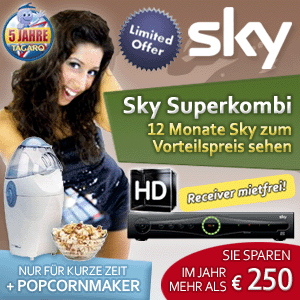 5 JAHRE
TAGARO
Limited
Offer
sky
Sky Superkombi
12 Monate Sky zum
Vorteilspreis sehen
HD
Receiver mietfrei!
sky
NUR FÜR KURZE ZEIT
+ POPCORNMAKER
SIE SPAREN
IM JAHR
MEHR ALS € 250